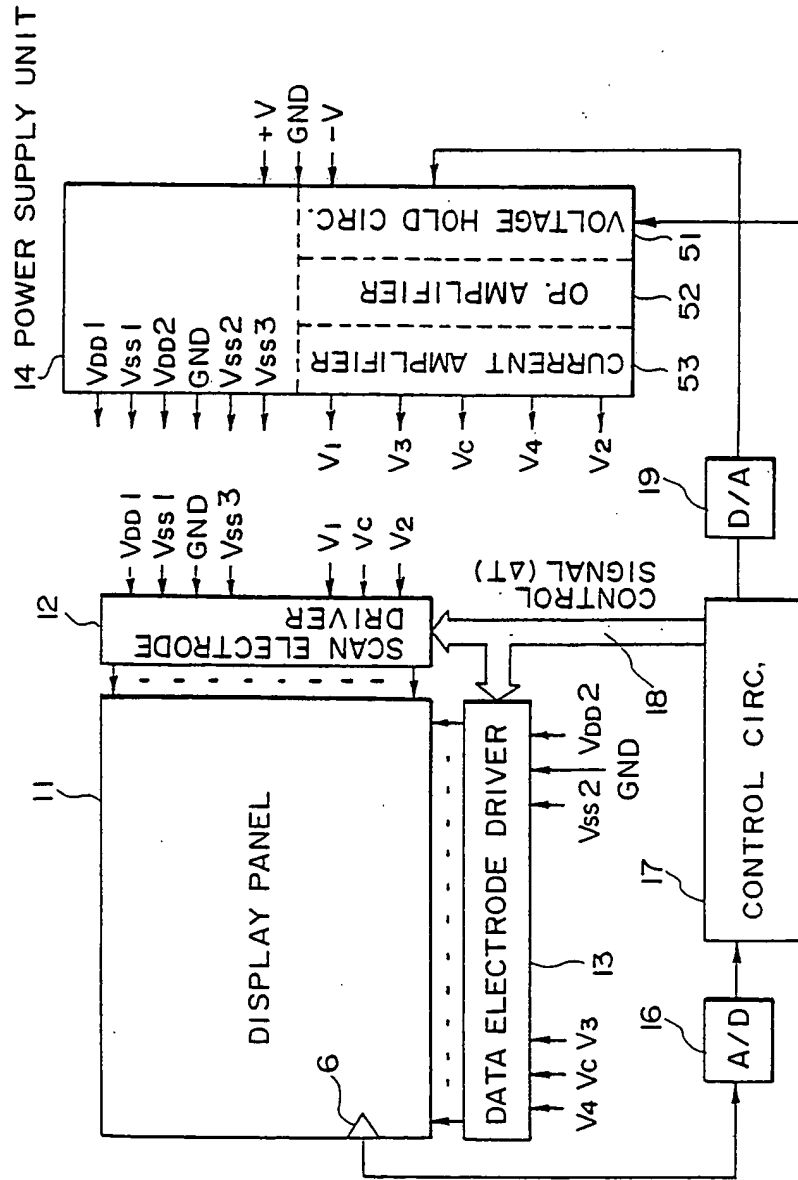 14 POWER SUPPLY UNIT
VDD1
VSS1
VDD2
GND
VSS2
VSS3
+V
GND
-V
V1
V3
VC
V4
V2
CURRENT AMPLIFIER
OP. AMPLIFIER
VOLTAGE HOLD CIRC.
53
52
51
12
SCAN ELECTRODE
DRIVER
VDD1
VSS1
GND
VSS3
V1
VC
V2
CONTROL
SIGNAL (ΔT)
18
19
D/A
11
DISPLAY PANEL
6
DATA ELECTRODE DRIVER
13
V4 VC V3
VSS2
GND
VDD2
16
A/D
17
CONTROL CIRC.